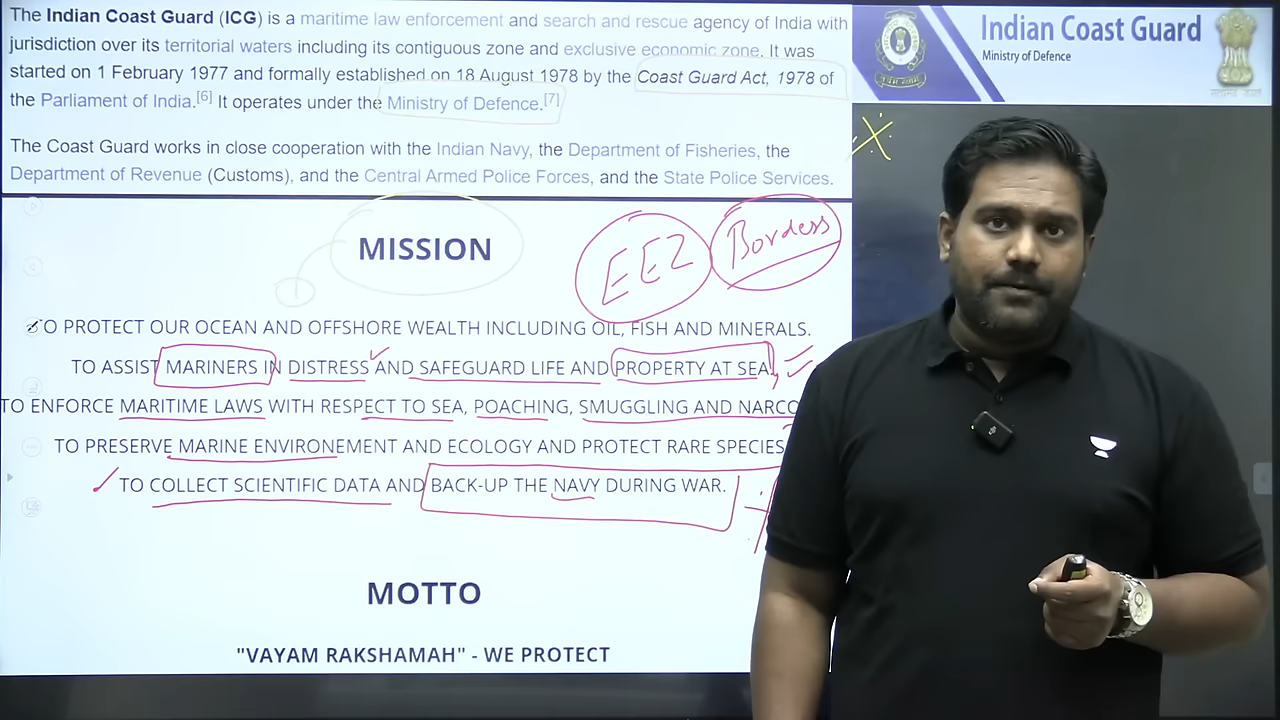 The Indian Coast Guard (ICG) is a maritime law enforcement and search and rescue agency of India with
jurisdiction over its territorial waters including its contiguous zone and exclusive economic zone. It was
started on 1 February 1977 and formally established on 18 August 1978 by the Coast Guard Act, 1978 of
the Parliament of India.[6] It operates under the Ministry of Defence.[7]
The Coast Guard works in close cooperation with the Indian Navy, the Department of Fisheries, the
Department of Revenue (Customs), and the Central Armed Police Forces, and the State Police Services.
Indian Coast Guard
Ministry of Defence
MISSION
EEZ
Borders
TO PROTECT OUR OCEAN AND OFFSHORE WEALTH INCLUDING OIL, FISH AND MINERALS.
TO ASSIST MARINERS IN DISTRESS AND SAFEGUARD LIFE AND PROPERTY AT SEA
TO ENFORCE MARITIME LAWS WITH RESPECT TO SEA, POACHING, SMUGGLING AND NARCO
TO PRESERVE MARINE ENVIRONEMENT AND ECOLOGY AND PROTECT RARE SPECIES
TO COLLECT SCIENTIFIC DATA AND BACK-UP THE NAVY DURING WAR.
MOTTO
"VAYAM RAKSHAMAH" - WE PROTECT